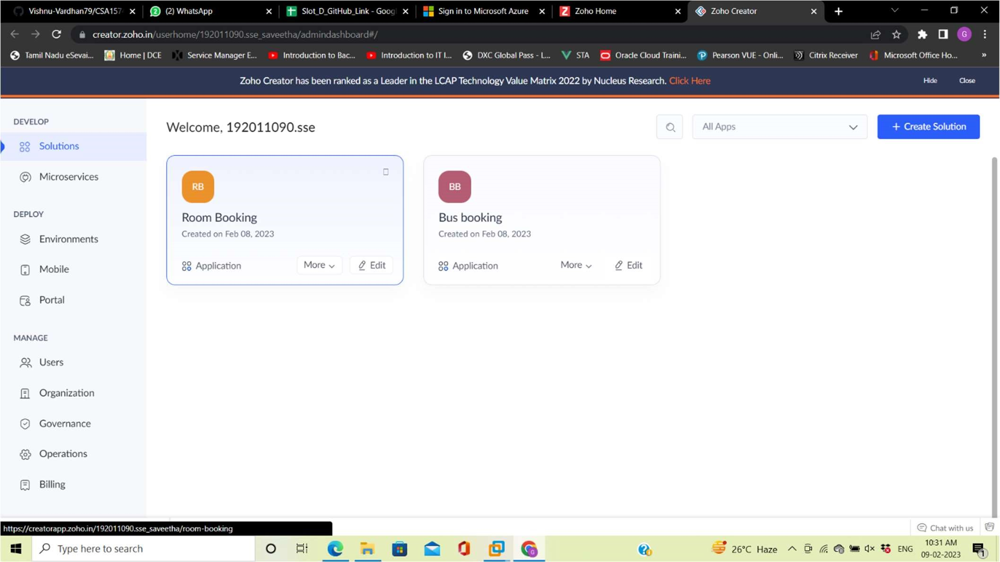 Vishnu-Vardhan79/CSA157
(2) WhatsApp
Slot_D_GitHub_Link - Goog
Sign in to Microsoft Azure
Zoho Home
Zoho Creator
creator.zoho.in/userhome/192011090.sse_saveetha/admindashboard#/
G
Tamil Nadu eSevai...
Home | DCE
Service Manager E...
Introduction to Bac...
Introduction to IT I...
DXC Global Pass - L...
STA
Oracle Cloud Traini...
Pearson VUE - Onli...
Citrix Receiver
Microsoft Office Ho...
»
Zoho Creator has been ranked as a Leader in the LCAP Technology Value Matrix 2022 by Nucleus Research. Click Here
Hide
Close
DEVELOP
Solutions
Microservices
DEPLOY
Environments
Mobile
Portal
MANAGE
Users
Organization
Governance
Operations
Billing
Welcome, 192011090.sse
All Apps
+ Create Solution
RB
Room Booking
Created on Feb 08, 2023
Application
More
Edit
BB
Bus booking
Created on Feb 08, 2023
Application
More
Edit
https://creatorapp.zoho.in/192011090.sse_saveetha/room-booking
Chat with us
Type here to search
26°C Haze
ENG
10:31 AM
09-02-2023
1